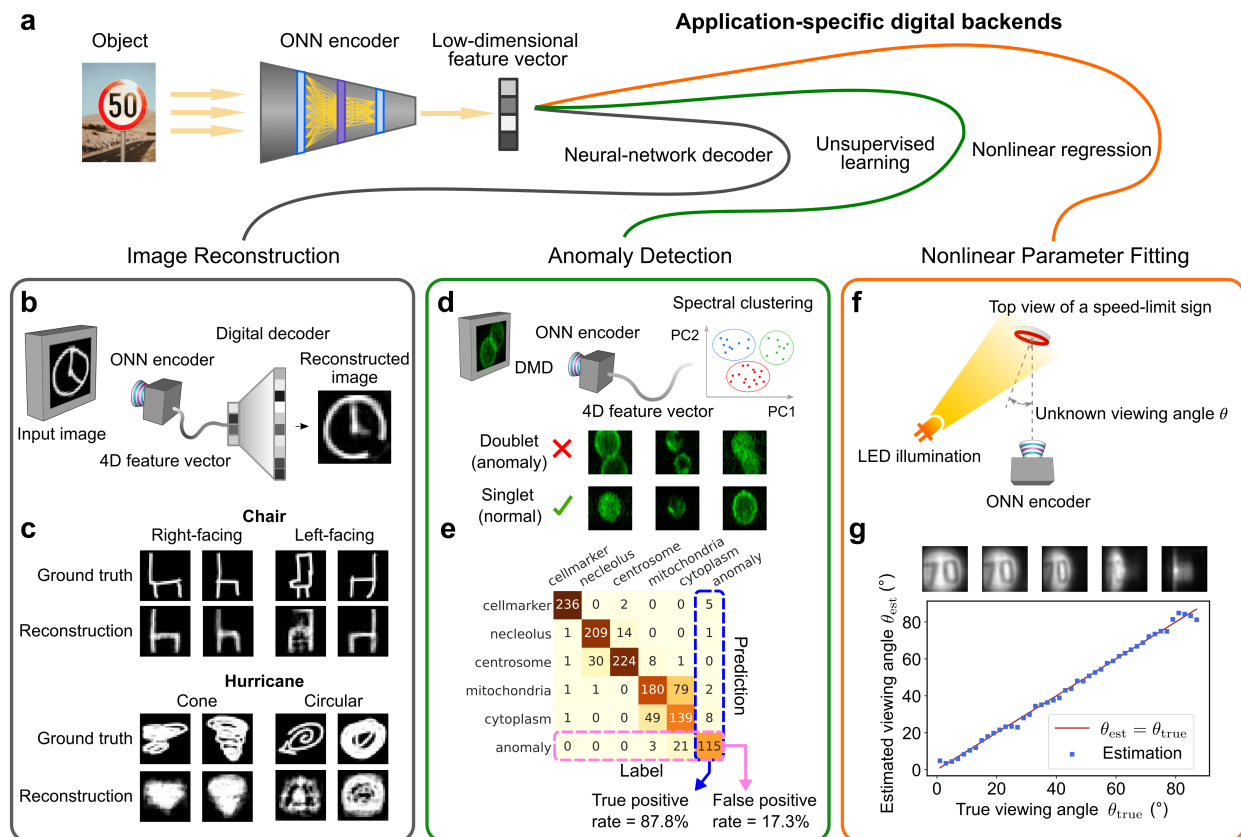 a
Application-specific digital backends
Object
ONN encoder
Low-dimensional
feature vector
50
Neural-network decoder
Unsupervised
learning
Nonlinear regression
Image Reconstruction
Anomaly Detection
Nonlinear Parameter Fitting
b
Digital decoder
ONN encoder
Reconstructed
image
Input image
4D feature vector
c
Chair
Right-facing
Left-facing
Ground truth
Reconstruction
Hurricane
Cone
Circular
Ground truth
Reconstruction
d
Spectral clustering
ONN encoder
PC2
DMD
4D feature vector
PC1
Doublet
(anomaly)
Singlet
(normal)
e
cellmarker
necleolus
centrosome
mitochondria
cytoplasm
anomaly
cellmarker 236 0 2 0 0 5
necleolus 1 209 14 0 0 1
centrosome 1 30 224 8 1 0
mitochondria 1 1 0 180 79 2
cytoplasm 1 0 0 49 139 8
anomaly 0 0 0 3 21 115
Prediction
Label
True positive
rate = 87.8%
False positive
rate = 17.3%
f
Top view of a speed-limit sign
Unknown viewing angle θ
LED illumination
ONN encoder
g
70
70
70
Estimated viewing angle θest (°)
80
60
40
20
0
θest = θtrue
Estimation
0 20 40 60 80
True viewing angle θtrue (°)